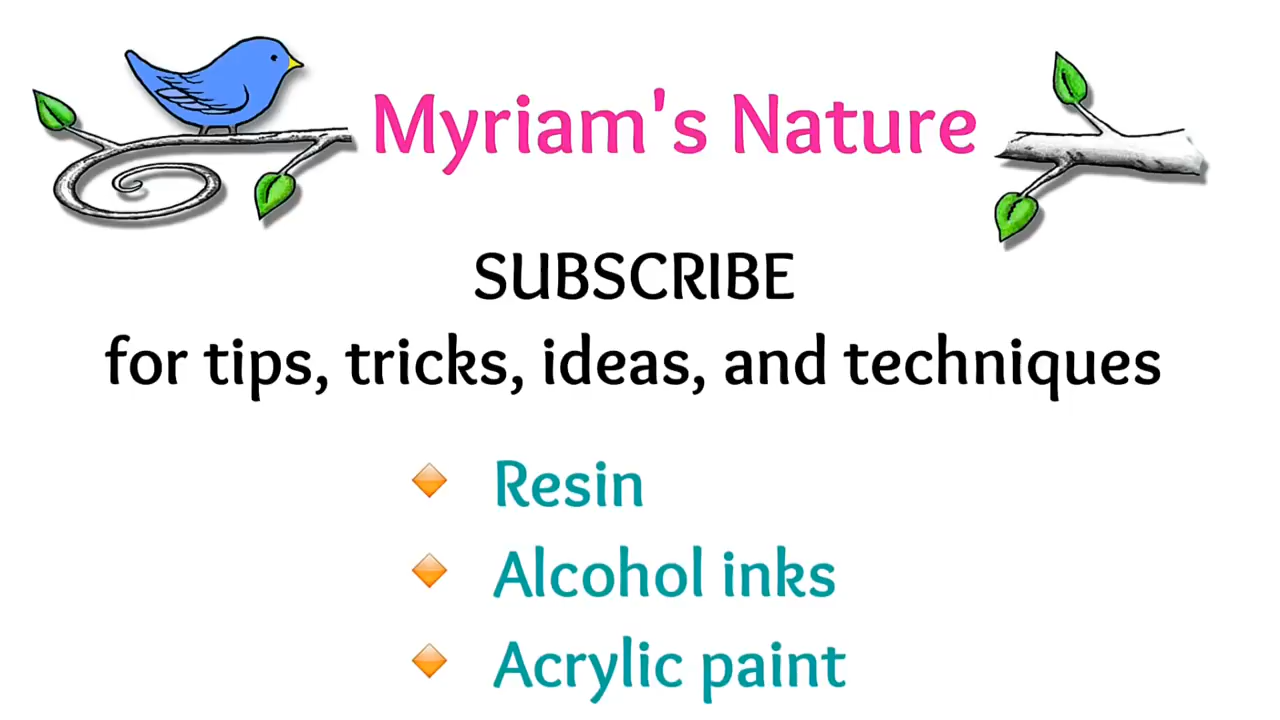 Myriam's Nature
SUBSCRIBE
for tips, tricks, ideas, and techniques
Resin
Alcohol inks
Acrylic paint